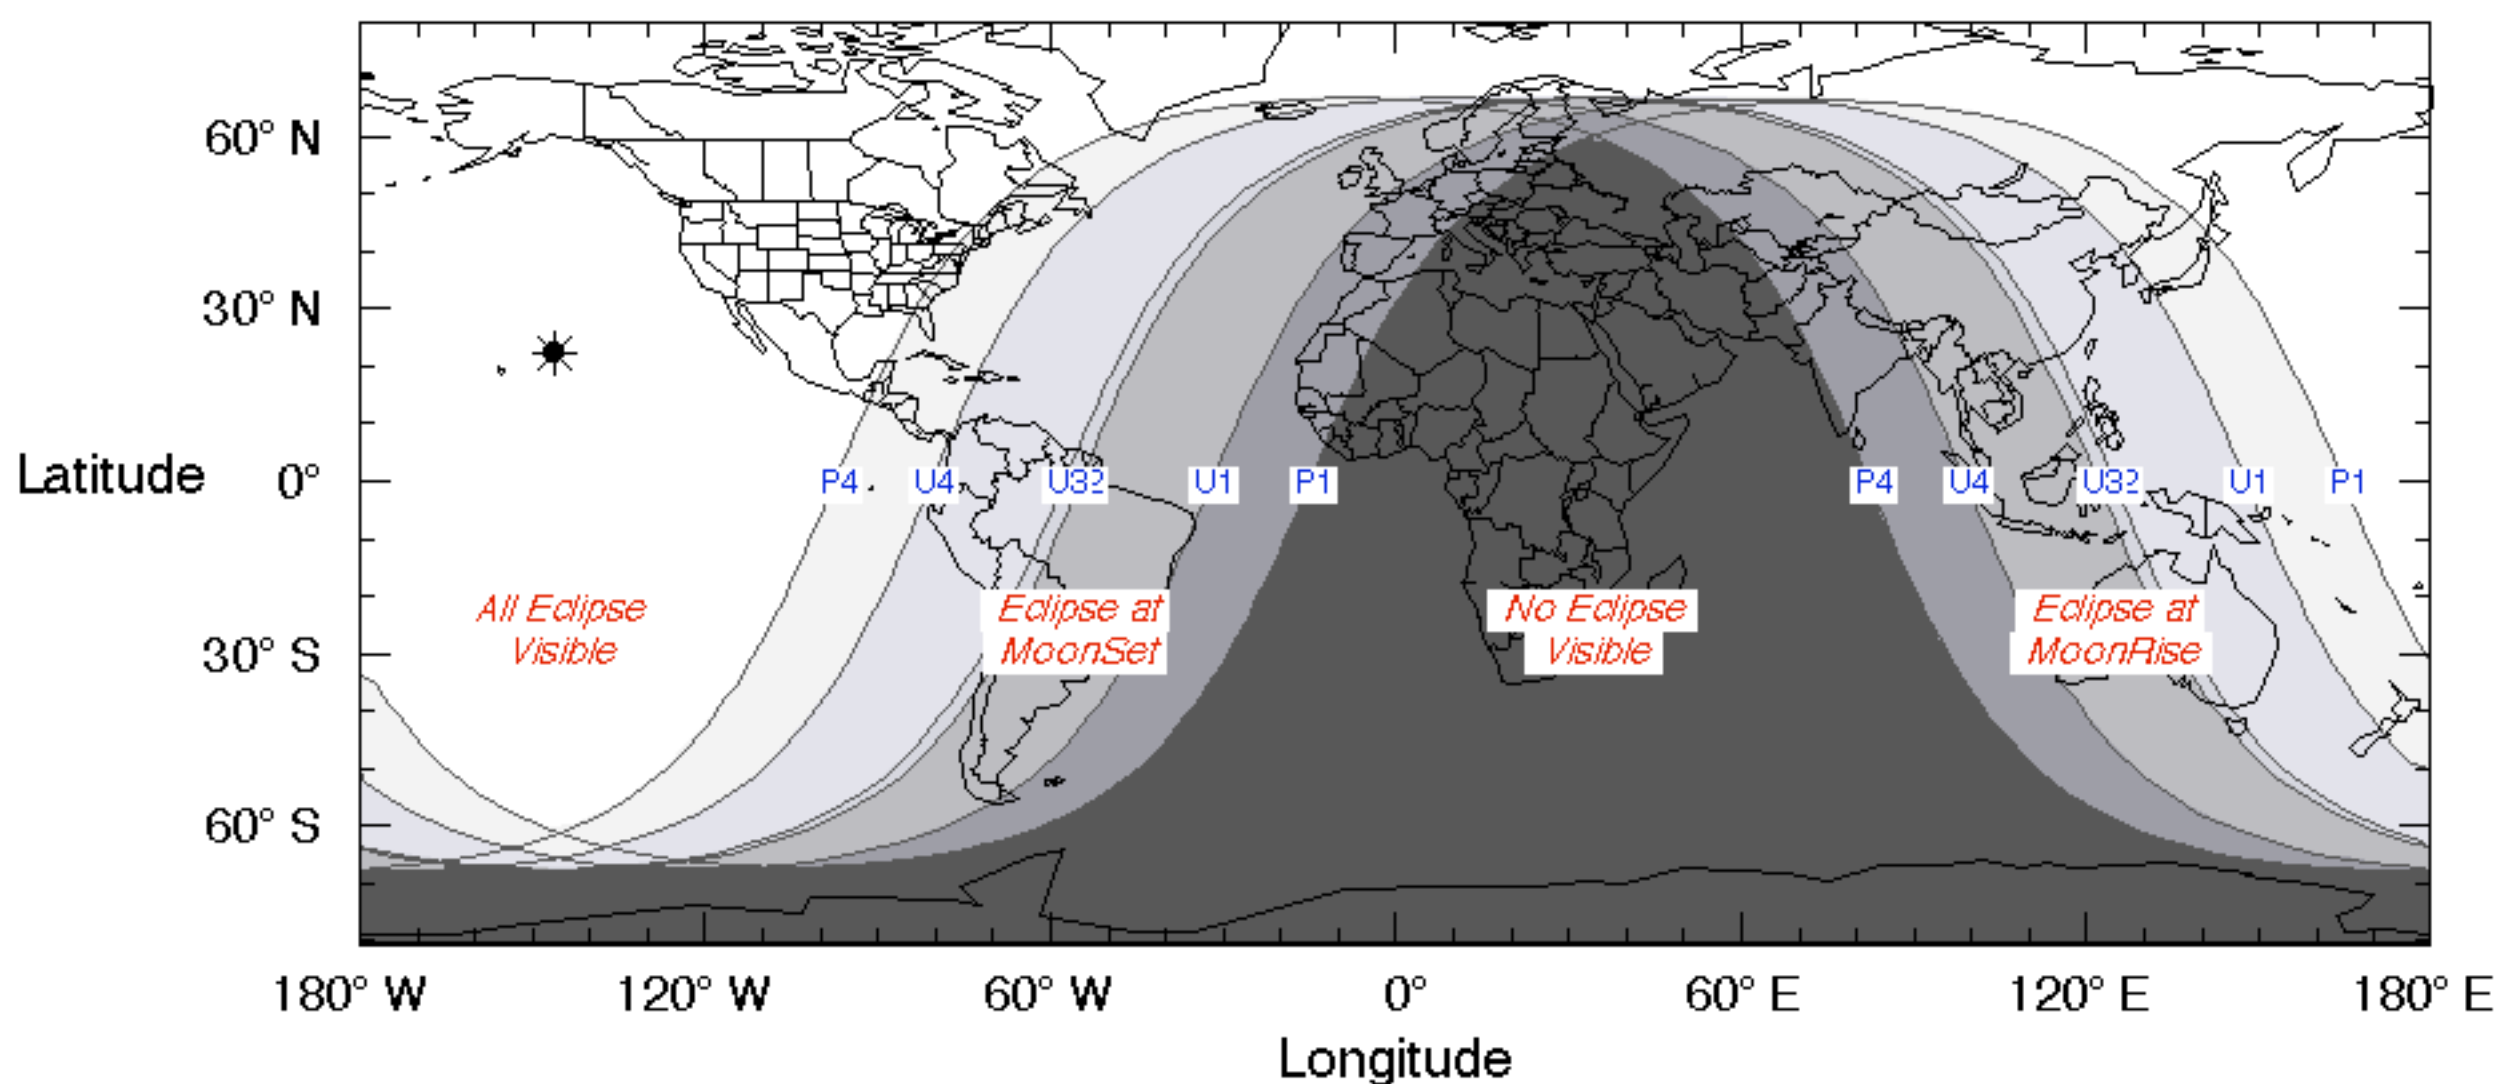 60° N
30° N
Latitude 0°
P4 U4 U32 U1 P1 P4 U4 U32 U1 P1
All Eclipse Visible
Eclipse at MoonSet
No Eclipse Visible
Eclipse at MoonRise
30° S
60° S
180° W 120° W 60° W 0° 60° E 120° E 180° E
Longitude